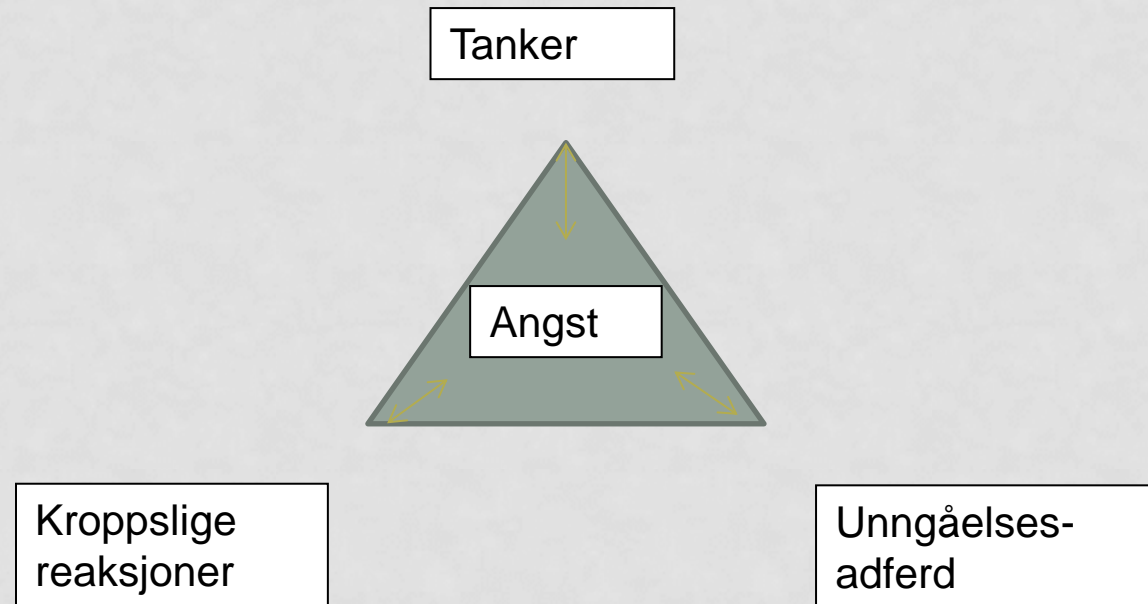 Tanker
Angst
Kroppslige
reaksjoner
Unngåelses-
adferd